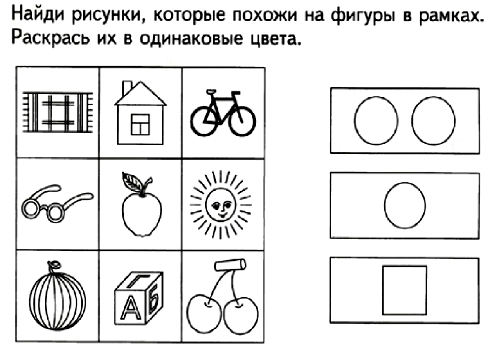 Найди рисунки, которые похожи на фигуры в рамках.
Раскрась их в одинаковые цвета.
Г
А Б